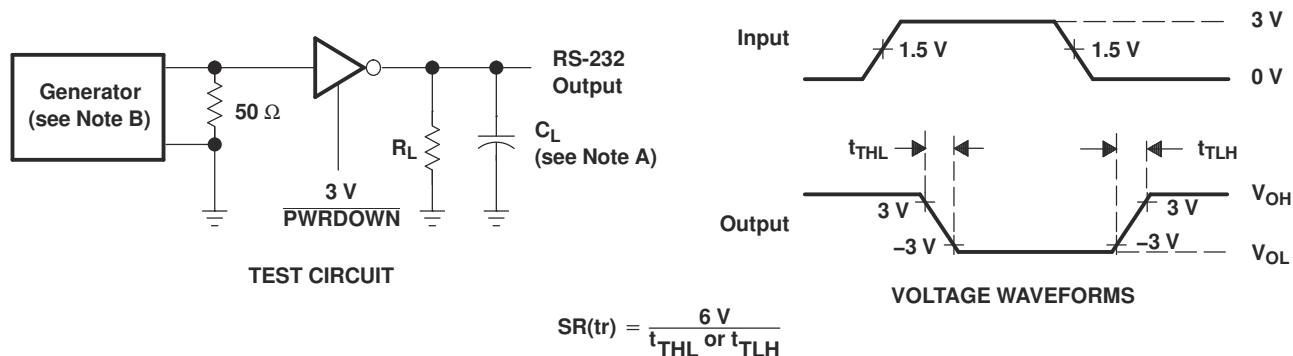 Generator
(see Note B)
50 Ω
3 V
PWRDOWN
R_L
C_L
(see Note A)
RS-232
Output
TEST CIRCUIT
Input
1.5 V
1.5 V
3 V
0 V
t_THL
t_TLH
Output
3 V
−3 V
3 V
−3 V
V_OH
V_OL
VOLTAGE WAVEFORMS
SR(tr) = 6 V / t_THL or t_TLH